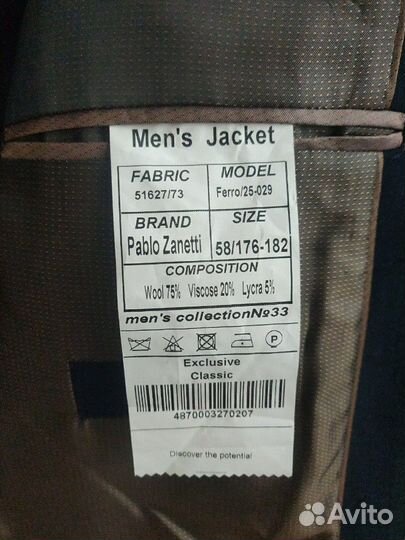 Men's Jacket
FABRIC MODEL
51627/73 Ferro/25-029
BRAND SIZE
Pablo Zanetti 58/176-182
COMPOSITION
Wool 75% Viscose 20% Lycra 5%
men's collection№33
P
Exclusive
Classic
4870003270207
Discover the potential
Avito